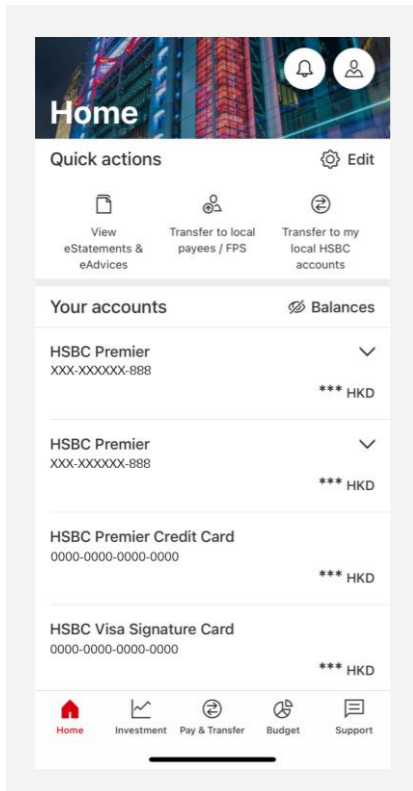 Home
Quick actions
Edit
View
eStatements &
eAdvices
Transfer to local
payees / FPS
Transfer to my
local HSBC
accounts
Your accounts
Balances
HSBC Premier
XXX-XXXXXX-888
*** HKD
HSBC Premier
XXX-XXXXXX-888
*** HKD
HSBC Premier Credit Card
0000-0000-0000-0000
*** HKD
HSBC Visa Signature Card
0000-0000-0000-0000
*** HKD
Home
Investment
Pay & Transfer
Budget
Support